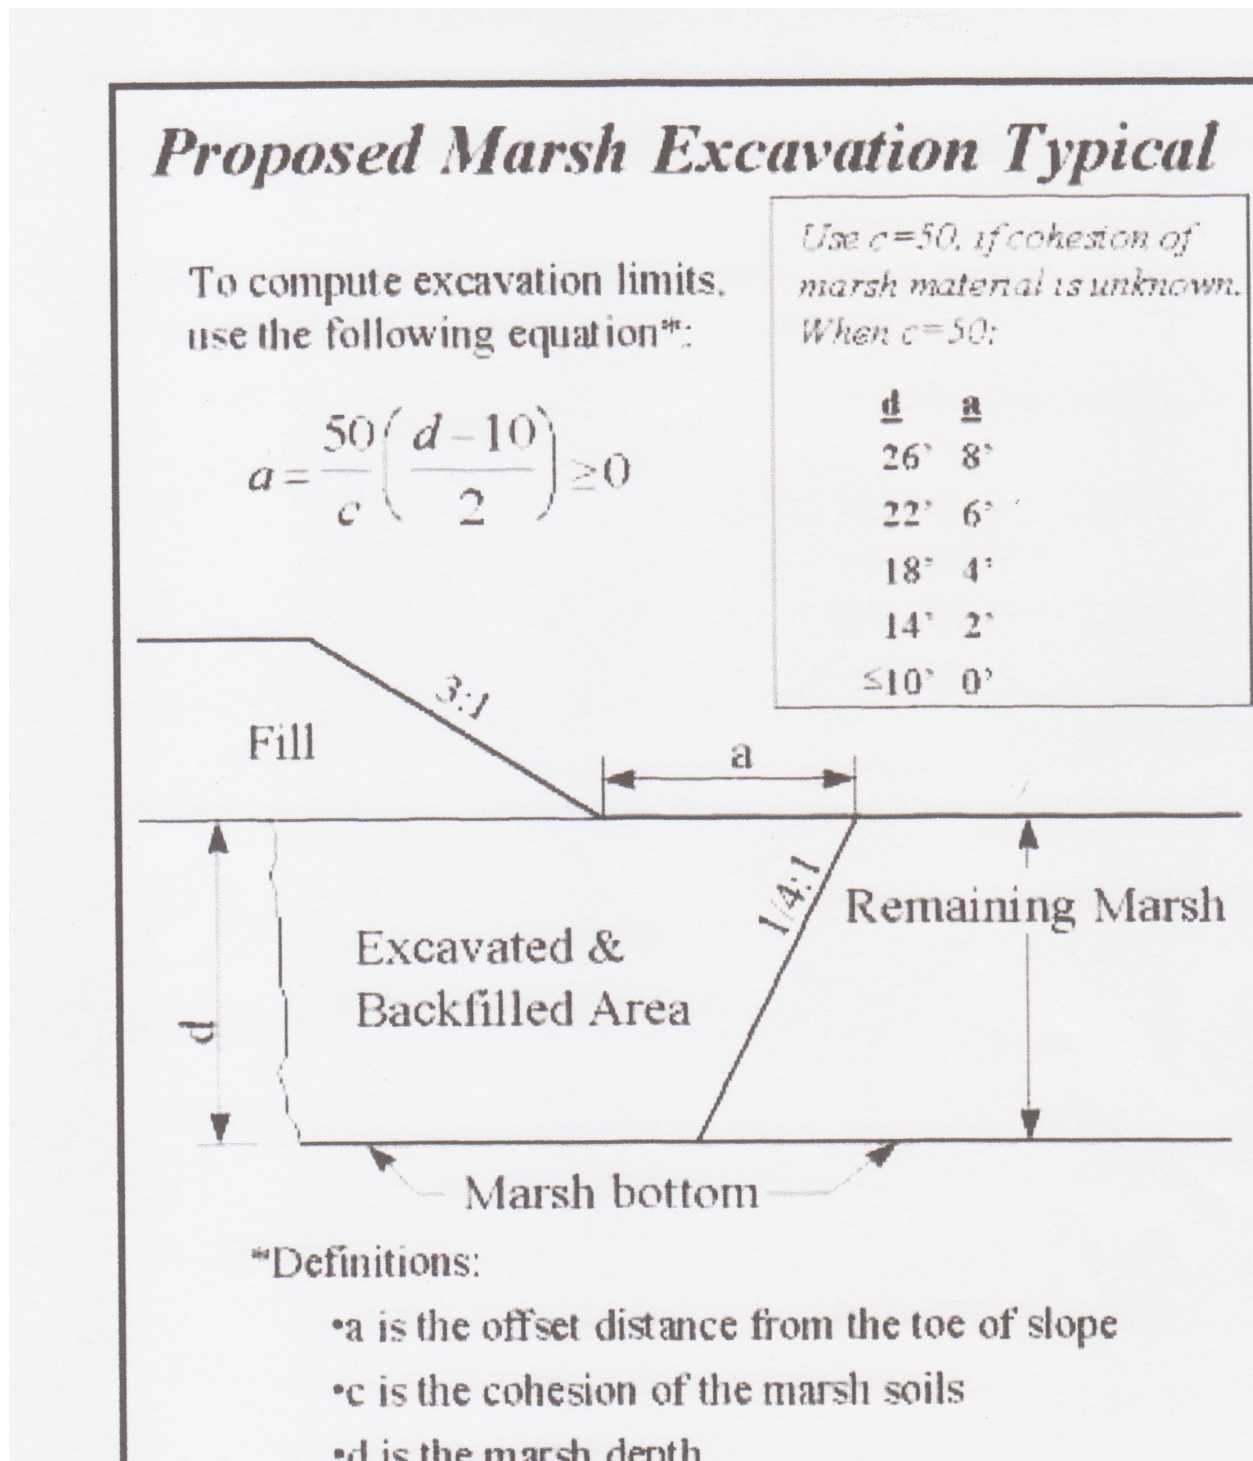 Proposed Marsh Excavation Typical
To compute excavation limits,
use the following equation*:
a = 50/c ( d – 10 / 2 ) ≥ 0
Use c=50, if cohesion of
marsh material is unknown.
When c=50:
d a
26' 8'
22' 6'
18' 4'
14' 2'
≤10' 0'
3:1
Fill
a
1/4:1
Remaining Marsh
Excavated &
Backfilled Area
d
Marsh bottom
*Definitions:
•a is the offset distance from the toe of slope
•c is the cohesion of the marsh soils
•d is the marsh depth